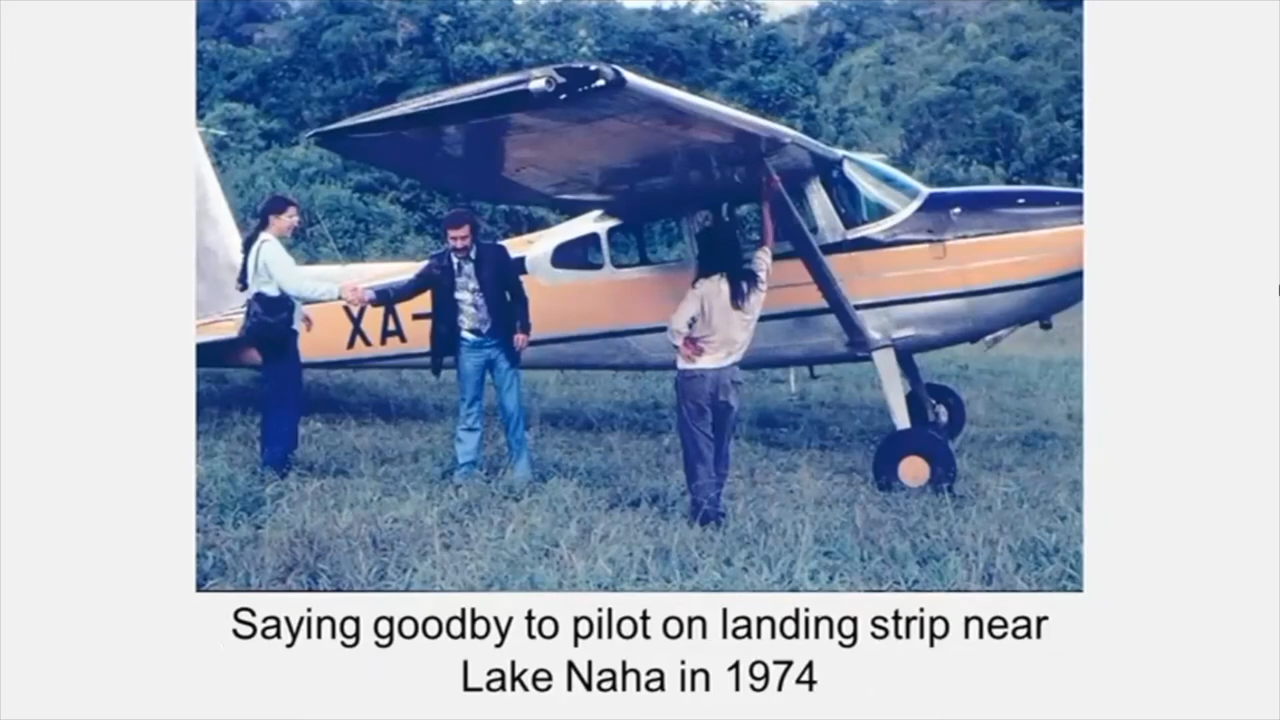 XA-
Saying goodby to pilot on landing strip near
Lake Naha in 1974